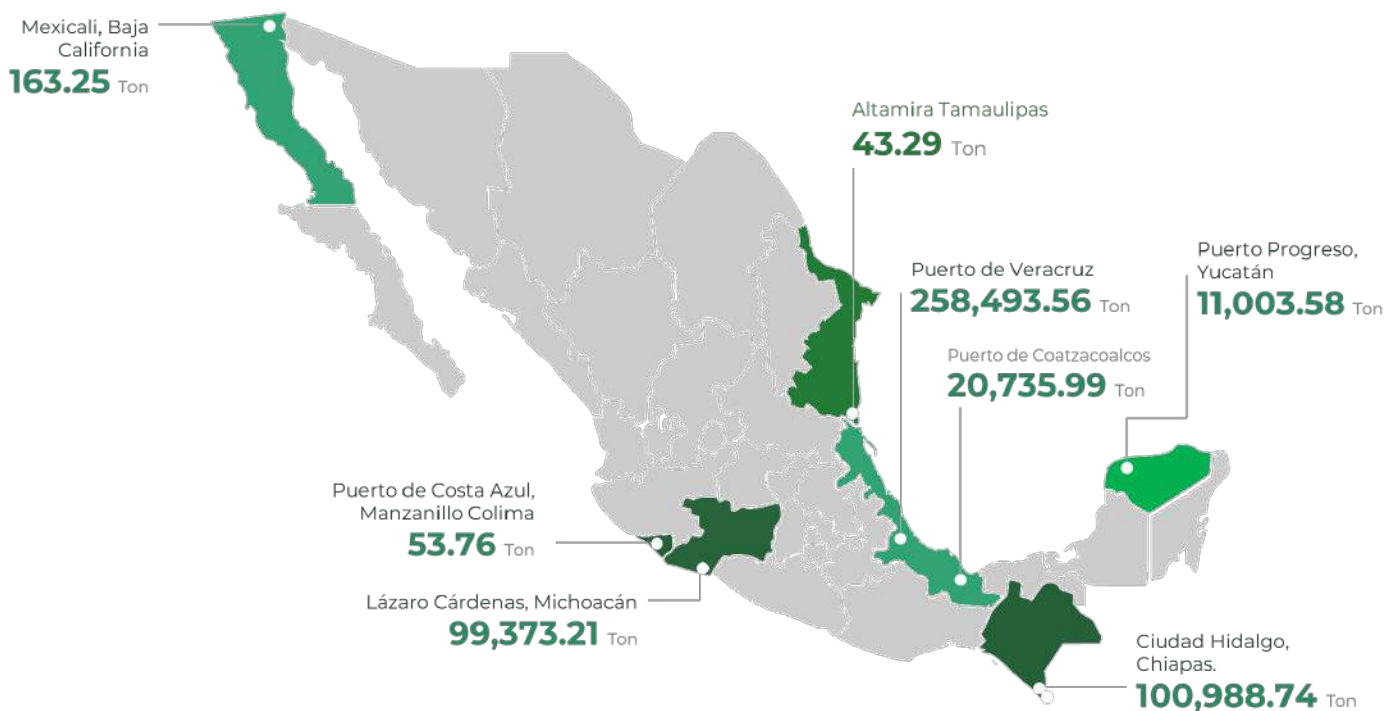 Mexicali, Baja
California
163.25 Ton
Altamira Tamaulipas
43.29 Ton
Puerto de Veracruz
258,493.56 Ton
Puerto Progreso,
Yucatán
11,003.58 Ton
Puerto de Coatzacoalcos
20,735.99 Ton
Puerto de Costa Azul,
Manzanillo Colima
53.76 Ton
Lázaro Cárdenas, Michoacán
99,373.21 Ton
Ciudad Hidalgo,
Chiapas.
100,988.74 Ton